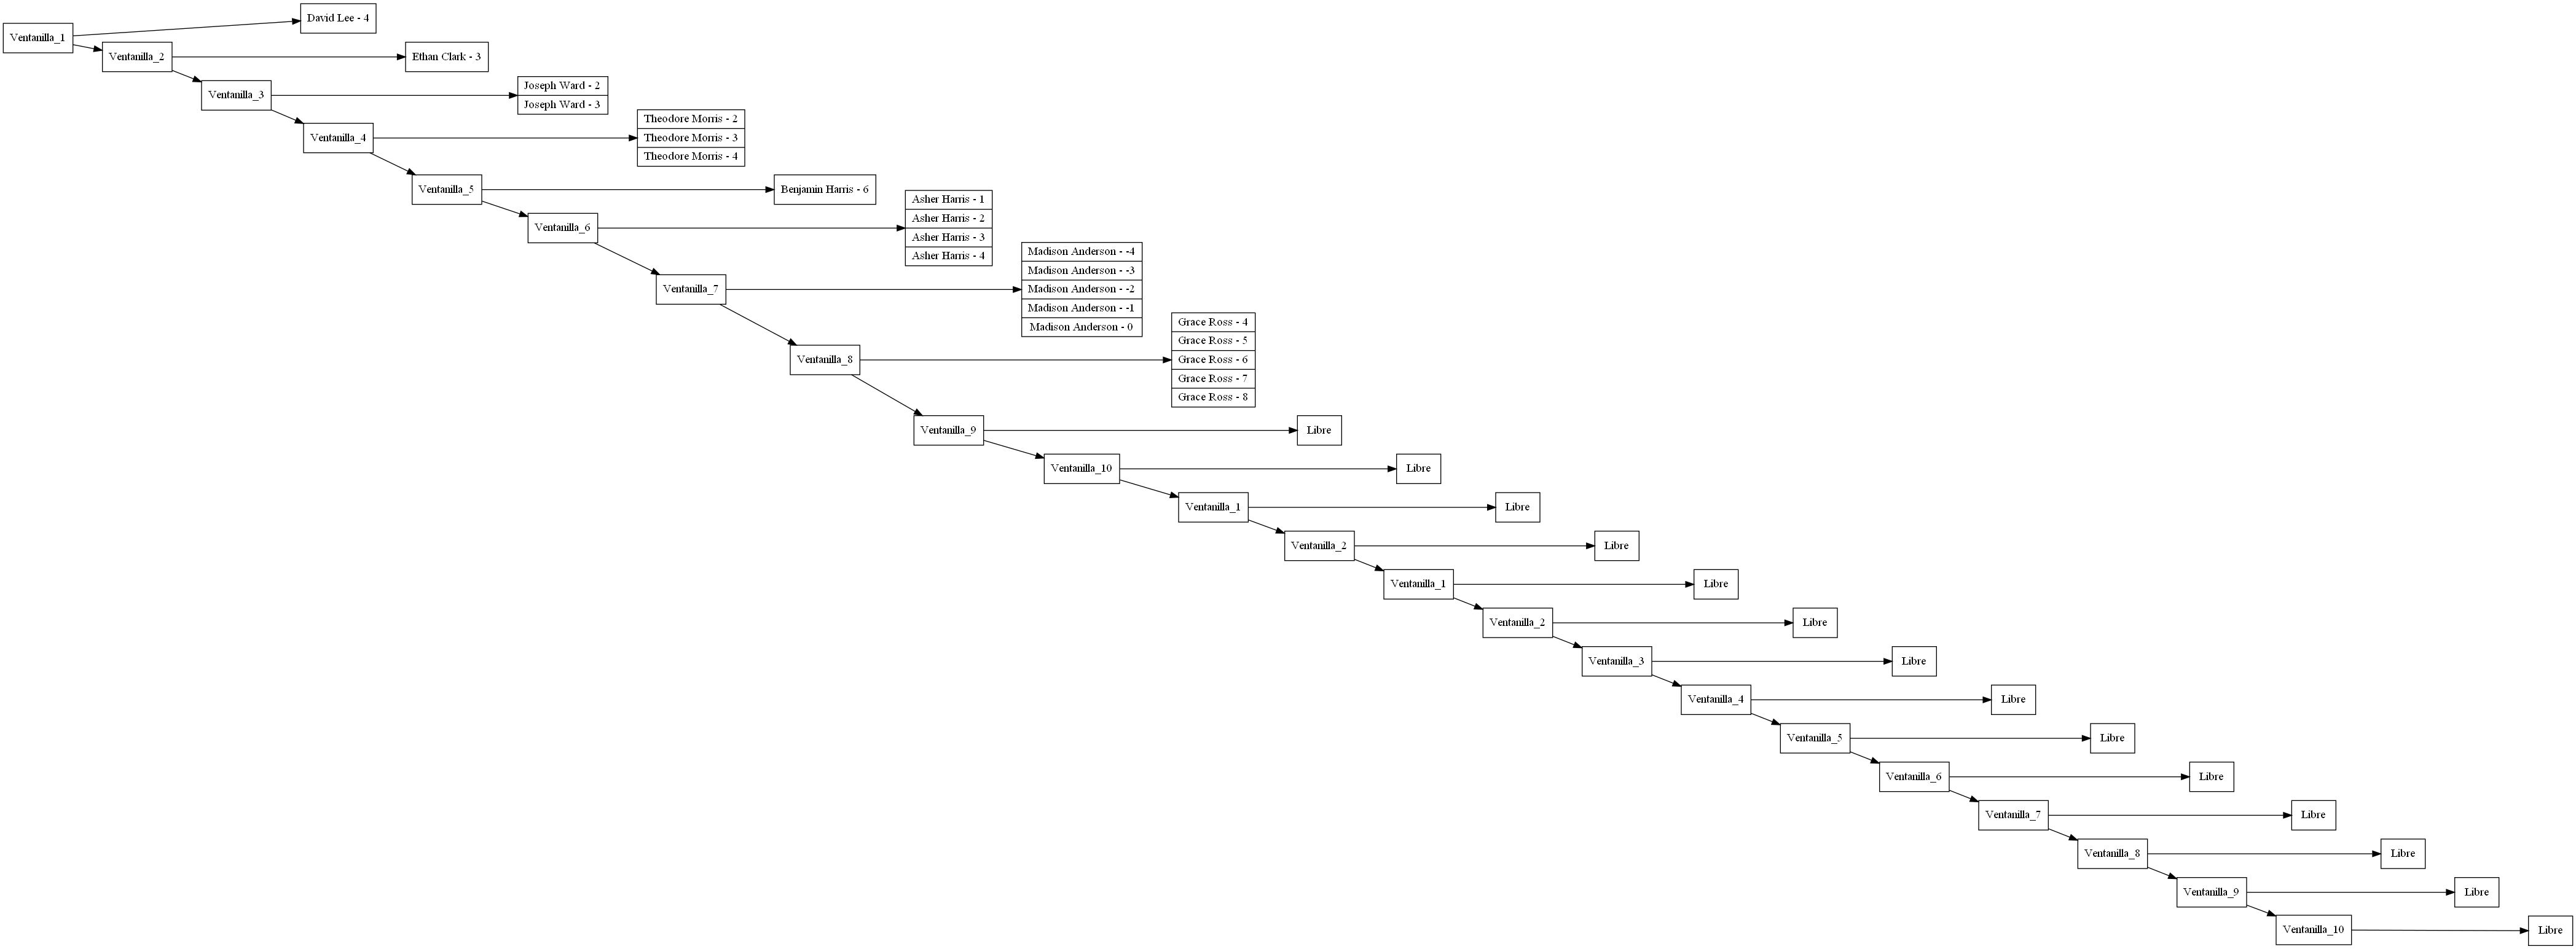 David Lee - 4
Ventanilla_1
Ventanilla_2
Ethan Clark - 3
Ventanilla_3
Joseph Ward - 2
Joseph Ward - 3
Ventanilla_4
Theodore Morris - 2
Theodore Morris - 3
Theodore Morris - 4
Ventanilla_5
Benjamin Harris - 6
Ventanilla_6
Asher Harris - 1
Asher Harris - 2
Asher Harris - 3
Asher Harris - 4
Ventanilla_7
Madison Anderson - -4
Madison Anderson - -3
Madison Anderson - -2
Madison Anderson - -1
Madison Anderson - 0
Ventanilla_8
Grace Ross - 4
Grace Ross - 5
Grace Ross - 6
Grace Ross - 7
Grace Ross - 8
Ventanilla_9
Libre
Ventanilla_10
Libre
Ventanilla_1
Libre
Ventanilla_2
Libre
Ventanilla_1
Libre
Ventanilla_2
Libre
Ventanilla_3
Libre
Ventanilla_4
Libre
Ventanilla_5
Libre
Ventanilla_6
Libre
Ventanilla_7
Libre
Ventanilla_8
Libre
Ventanilla_9
Libre
Ventanilla_10
Libre